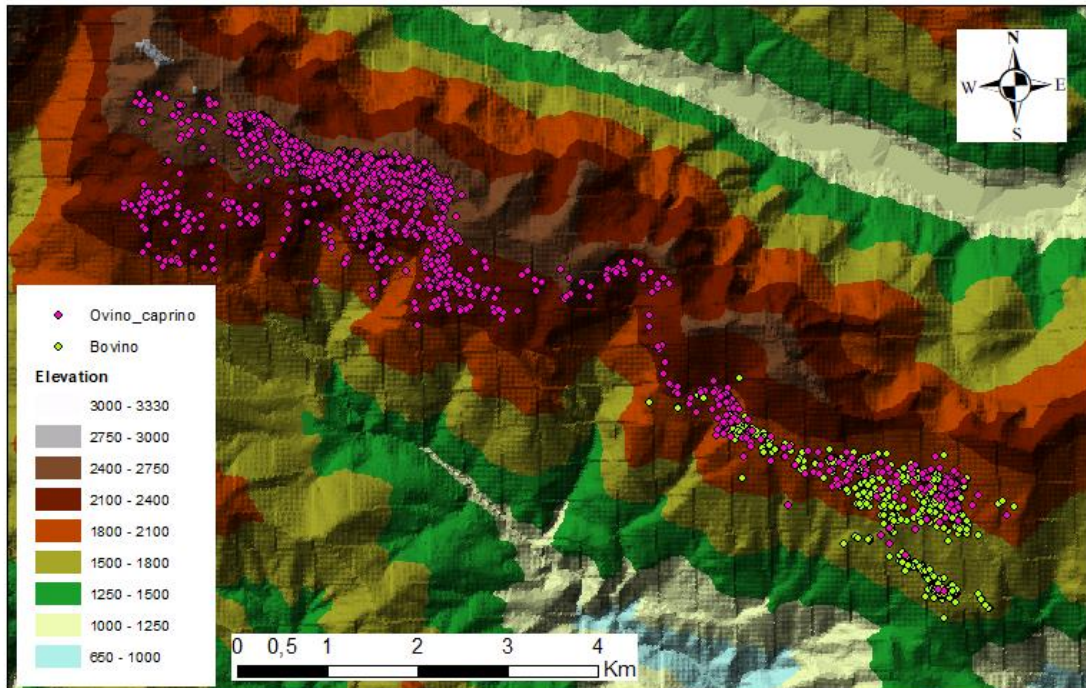 N
W E
S
Ovino_caprino
Bovino
Elevation
3000 - 3330
2750 - 3000
2400 - 2750
2100 - 2400
1800 - 2100
1500 - 1800
1250 - 1500
1000 - 1250
650 - 1000
0 0,5 1 2 3 4
Km